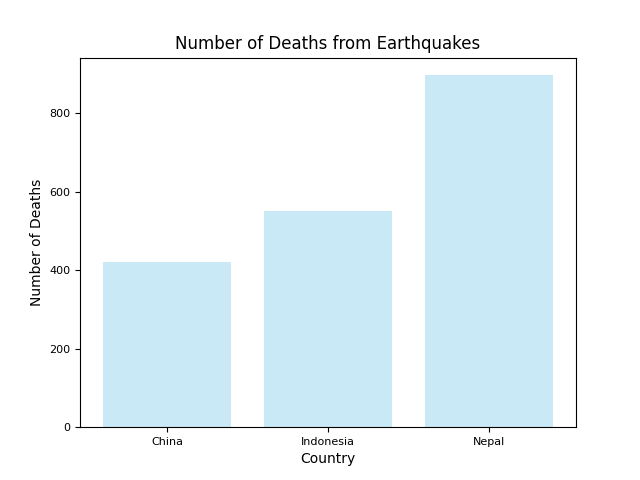 Number of Deaths from Earthquakes
Number of Deaths
800
600
400
200
0
China
Indonesia
Nepal
Country